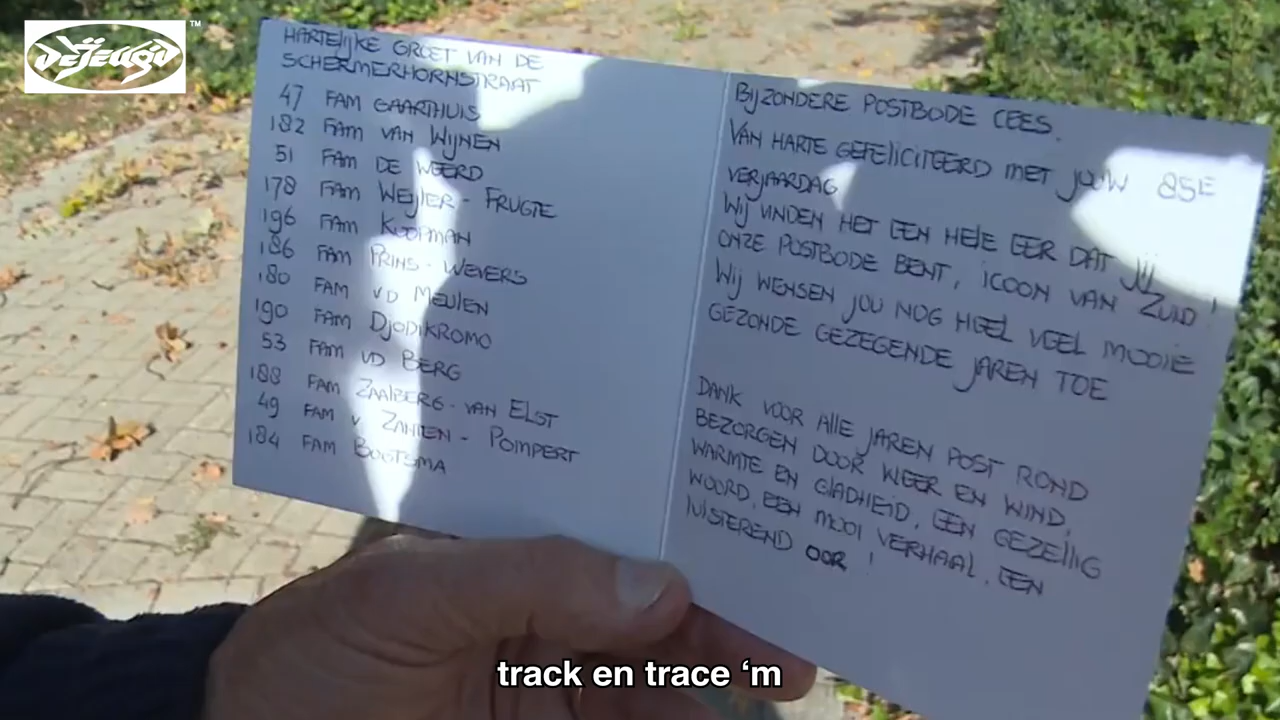 DeJeugd ™
HARTELIJKE GROET VAN DE
SCHERMERHORNSTRAAT
47 FAM GAARTHUIS
182 FAM VAN WIJNEN
51 FAM DE WEERD
178 FAM WEIJLER - FRUGTE
196 FAM KOOPMAN
186 FAM PRINS - WEVERS
180 FAM VD MEULEN
190 FAM DJODIKROMO
53 FAM VD BERG
188 FAM ZAALBERG - VAN ELST
49 FAM V ZANTEN - POMPERT
184 FAM BOOTSMA
BIJZONDERE POSTBODE CEES.
VAN HARTE GEFELICITEERD MET JOUW 85E
VERJAARDAG
WIJ VINDEN HET EEN HELE EER DAT JIJ
ONZE POSTBODE BENT, ICOON VAN ZUID!
WIJ WENSEN JOU NOG HEEL VEEL MOOIE
GEZONDE GEZEGENDE JAREN TOE
DANK VOOR ALLE JAREN POST ROND
BEZORGEN DOOR WEER EN WIND,
WARMTE EN GLADHEID, EEN GEZELLIG
WOORD, EEN MOOI VERHAAL, EEN
LUISTEREND OOR!
track en trace ‘m